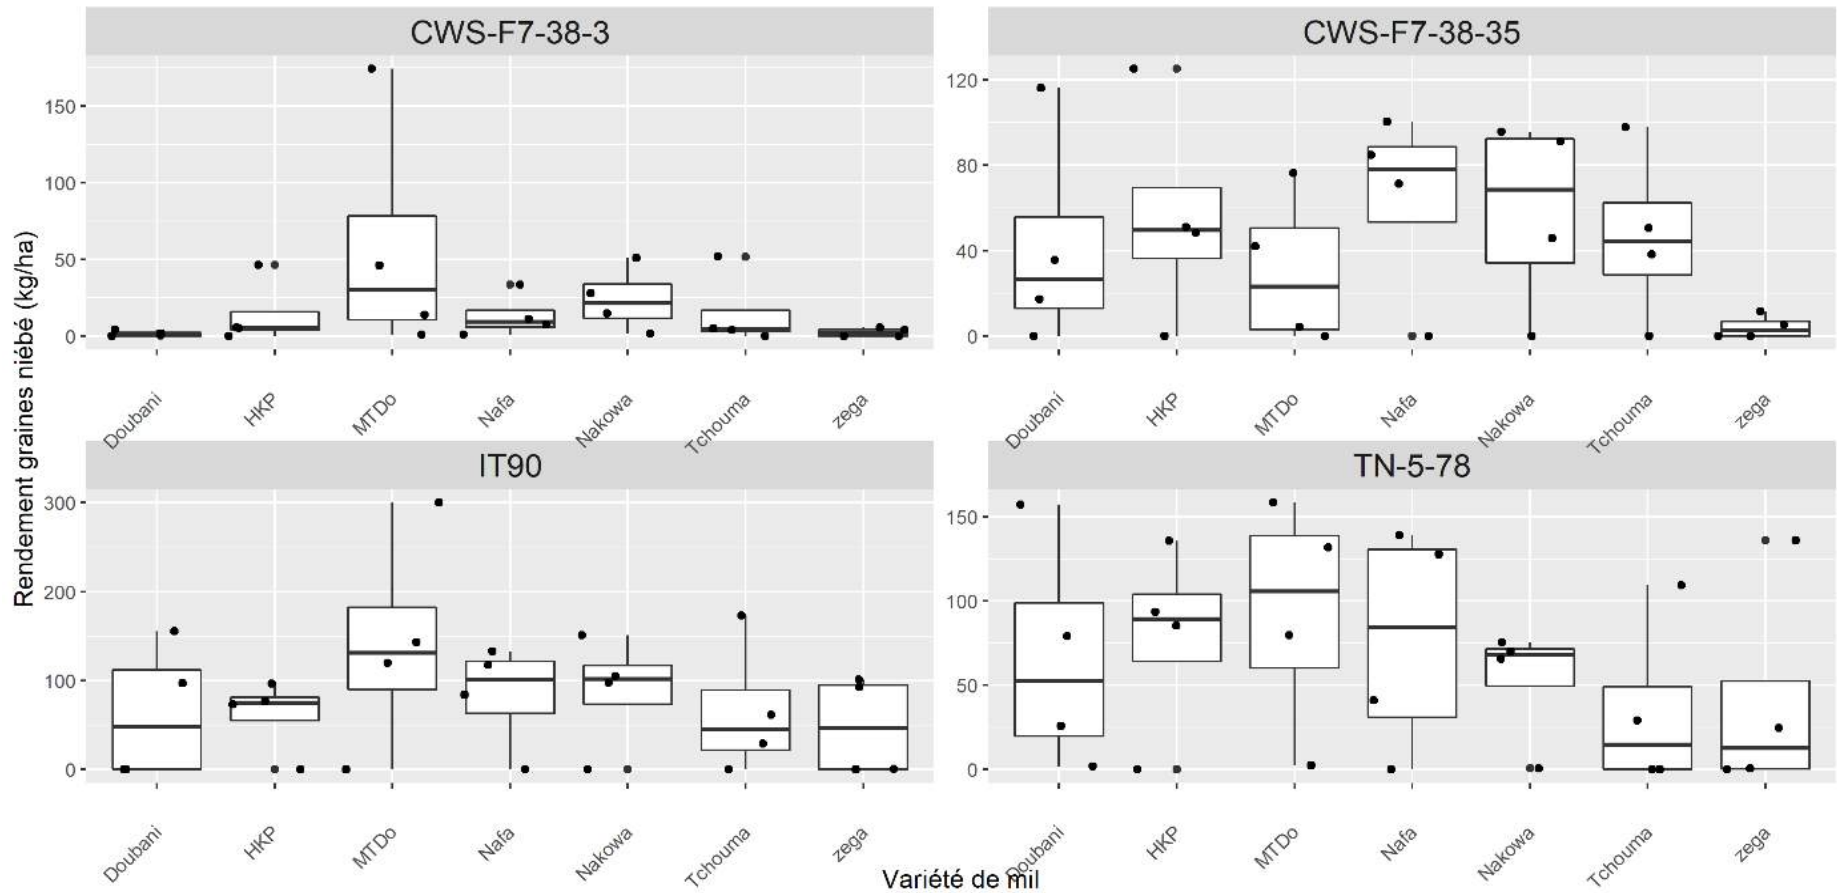 CWS-F7-38-3
CWS-F7-38-35
Rendement graines niébé (kg/ha)
150
100
50
0
Doubani
HKP
MTDo
Nafa
Nakowa
Tchouma
zega
120
80
40
0
Doubani
HKP
MTDo
Nafa
Nakowa
Tchouma
zega
IT90
TN-5-78
300
200
100
0
Doubani
HKP
MTDo
Nafa
Nakowa
Tchouma
zega
150
100
50
0
Doubani
HKP
MTDo
Nafa
Nakowa
Tchouma
zega
Variété de mil